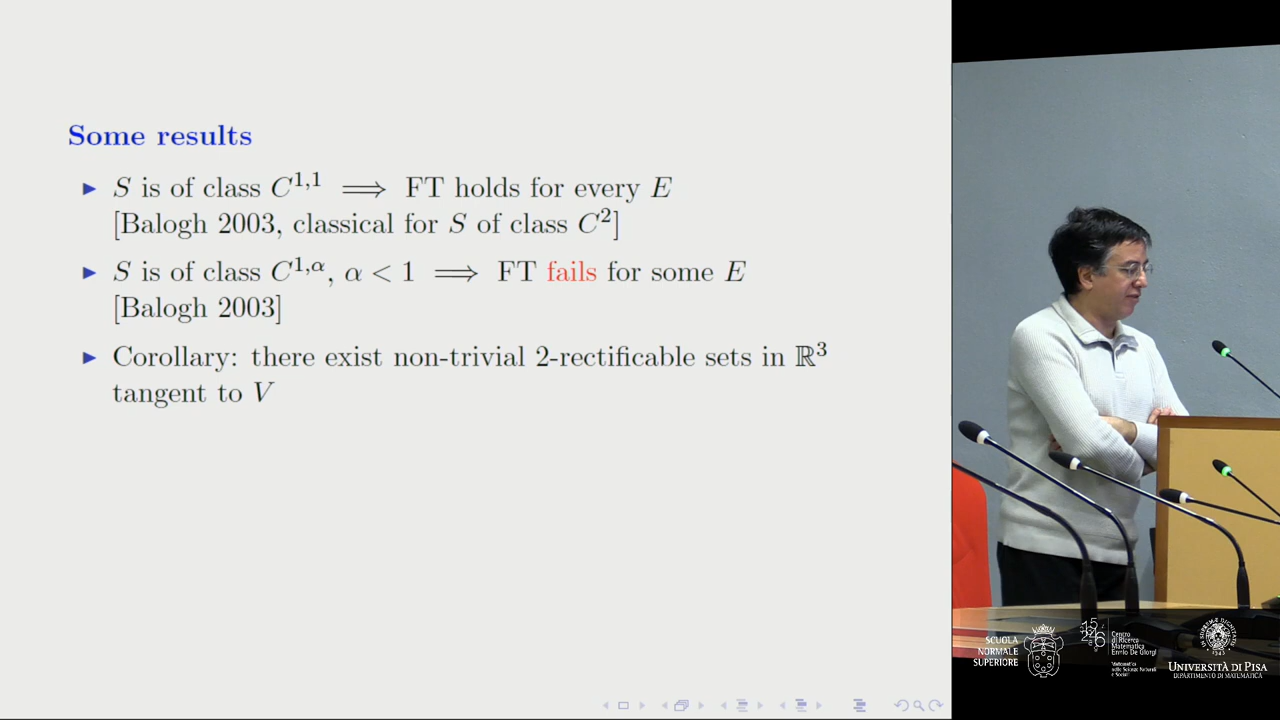 Some results
▶ S is of class C^{1,1} ⟹ FT holds for every E
[Balogh 2003, classical for S of class C^2]
▶ S is of class C^{1,α}, α < 1 ⟹ FT fails for some E
[Balogh 2003]
▶ Corollary: there exist non-trivial 2-rectificable sets in ℝ^3
tangent to V
SCUOLA
NORMALE
SUPERIORE
Centro
di Ricerca
Matematica
Ennio De Giorgi
UNIVERSITÀ DI PISA
DIPARTIMENTO DI MATEMATICA